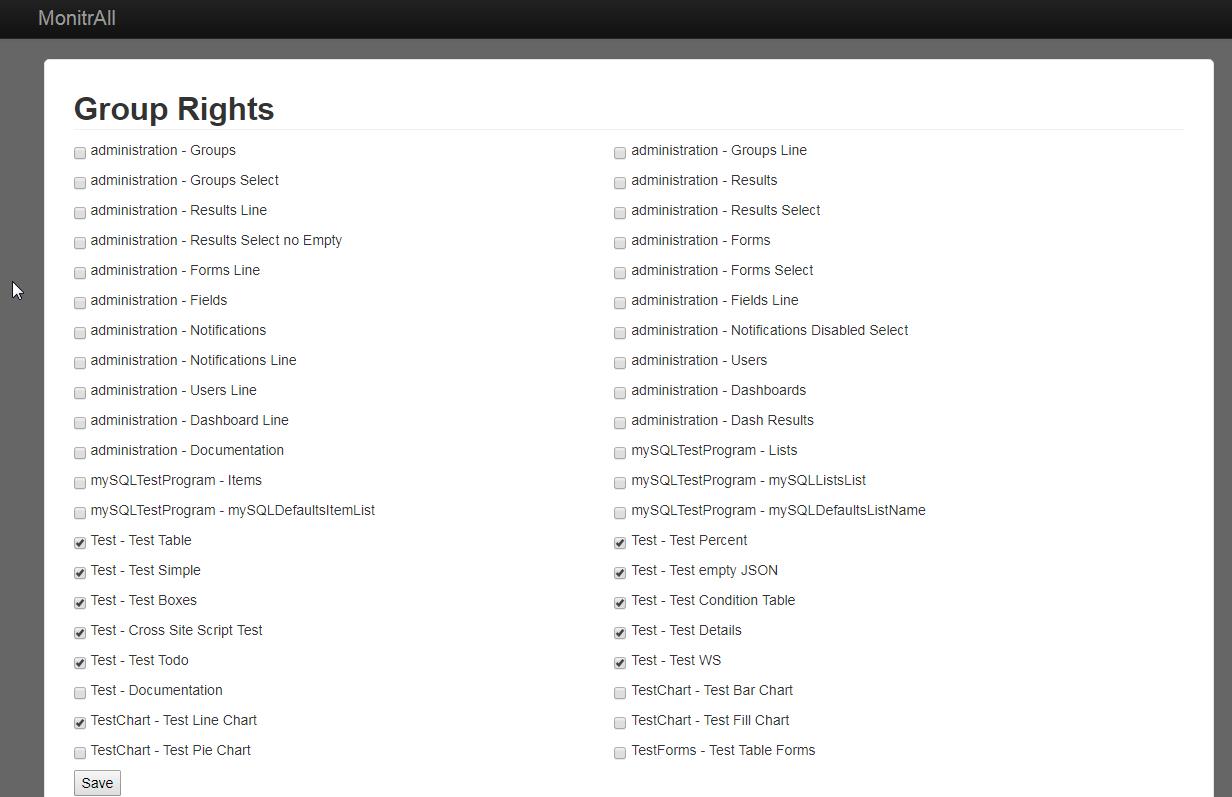 MonitrAll
Group Rights
administration - Groups administration - Groups Line
administration - Groups Select administration - Results
administration - Results Line administration - Results Select
administration - Results Select no Empty administration - Forms
administration - Forms Line administration - Forms Select
administration - Fields administration - Fields Line
administration - Notifications administration - Notifications Disabled Select
administration - Notifications Line administration - Users
administration - Users Line administration - Dashboards
administration - Dashboard Line administration - Dash Results
administration - Documentation mySQLTestProgram - Lists
mySQLTestProgram - Items mySQLTestProgram - mySQLListsList
mySQLTestProgram - mySQLDefaultsItemList mySQLTestProgram - mySQLDefaultsListName
Test - Test Table Test - Test Percent
Test - Test Simple Test - Test empty JSON
Test - Test Boxes Test - Test Condition Table
Test - Cross Site Script Test Test - Test Details
Test - Test Todo Test - Test WS
Test - Documentation TestChart - Test Bar Chart
TestChart - Test Line Chart TestChart - Test Fill Chart
TestChart - Test Pie Chart TestForms - Test Table Forms
Save